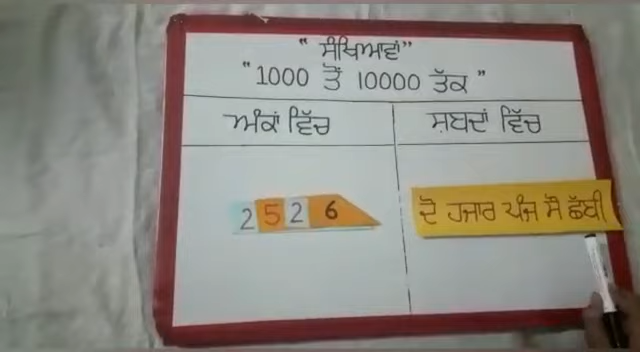 " ਸੰਖਿਆਵਾਂ"
" 1000 ਤੋਂ 10000 ਤੱਕ "
ਅੰਕਾਂ ਵਿੱਚ
ਸ਼ਬਦਾਂ ਵਿੱਚ
2526
ਦੋ ਹਜਾਰ ਪੰਜ ਸੌ ਛੱਬੀ